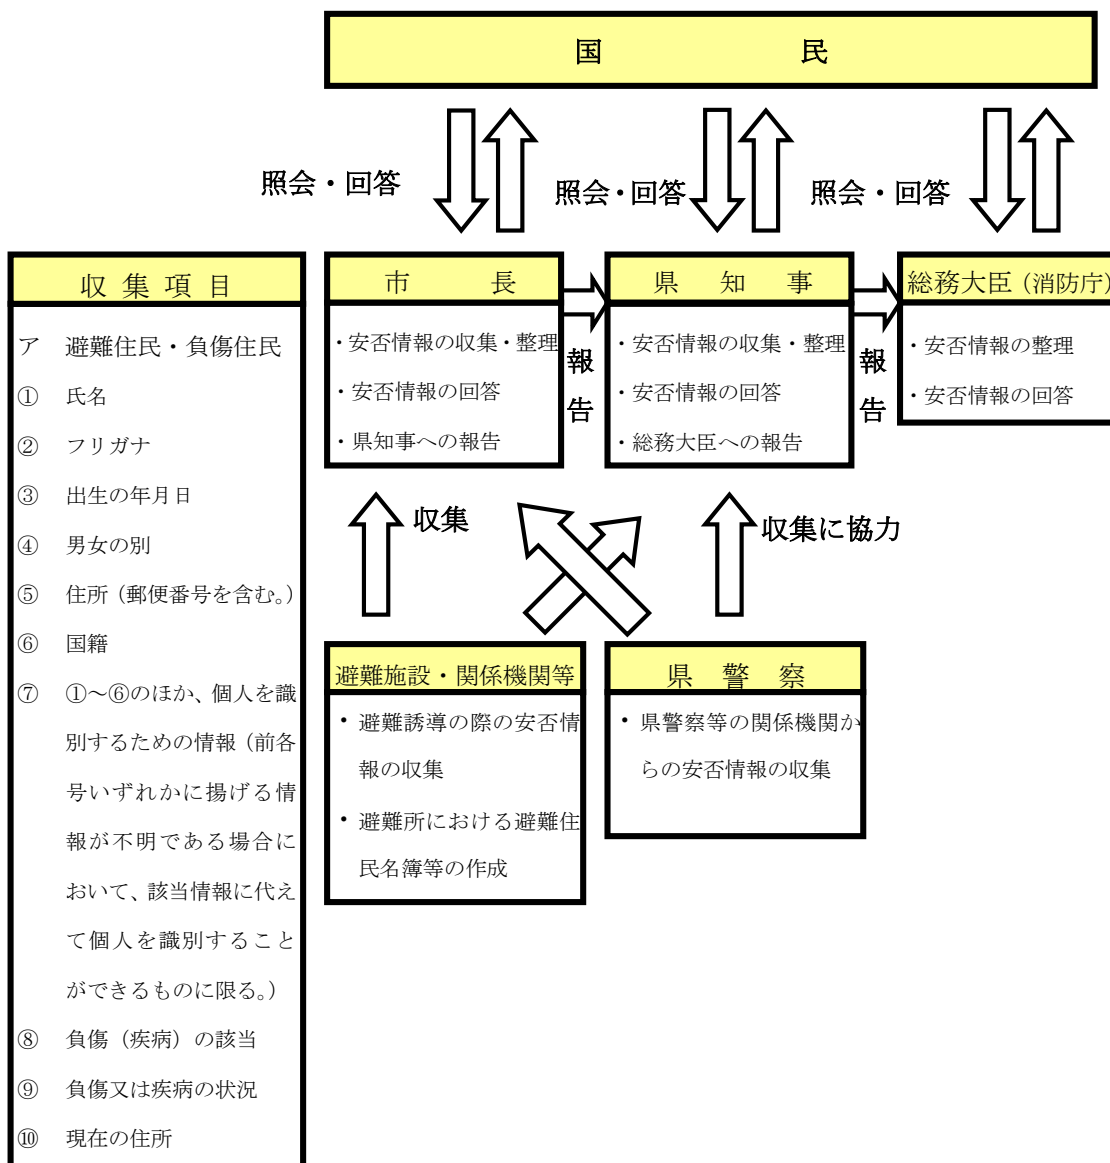 国 民
照会・回答
照会・回答
照会・回答
収集項目
ア 避難住民・負傷住民
① 氏名
② フリガナ
③ 出生の年月日
④ 男女の別
⑤ 住所（郵便番号を含む。）
⑥ 国籍
⑦ ①～⑥のほか、個人を識
別するための情報（前各
号いずれかに揚げる情
報が不明である場合に
おいて、該当情報に代え
て個人を識別すること
ができるものに限る。）
⑧ 負傷（疾病）の該当
⑨ 負傷又は疾病の状況
⑩ 現在の住所
市 長
・安否情報の収集・整理
・安否情報の回答
・県知事への報告
報告
県 知 事
・安否情報の収集・整理
・安否情報の回答
・総務大臣への報告
報告
総務大臣（消防庁）
・安否情報の整理
・安否情報の回答
収集
収集に協力
避難施設・関係機関等
・避難誘導の際の安否情
報の収集
・避難所における避難住
民名簿等の作成
県 警 察
・県警察等の関係機関か
らの安否情報の収集